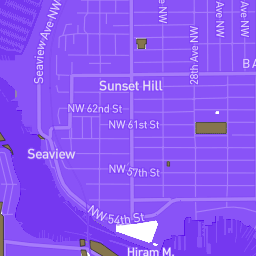 Seaview Ave NW
28th Ave NW
BA
Sunset Hill
NW 62nd St
NW 61st St
Seaview
NW 57th St
NW 54th St
Hiram M.